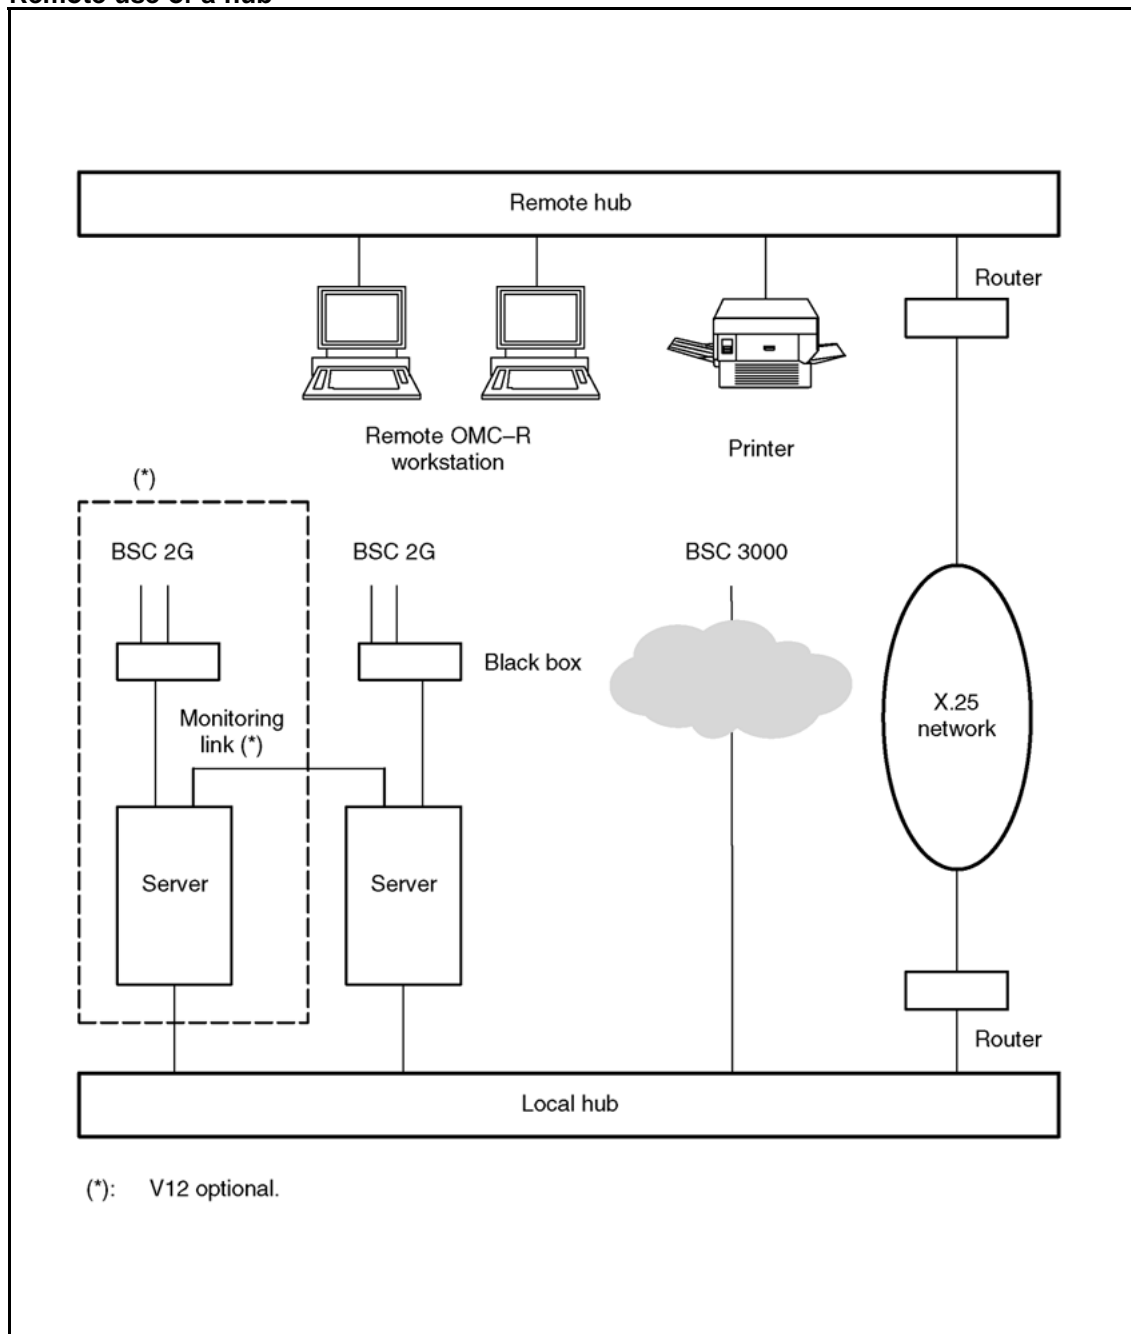 Remote use of a hub
Remote hub
Router
Remote OMC–R
workstation
Printer
(*)
BSC 2G
BSC 2G
BSC 3000
Black box
Monitoring
link (*)
X.25
network
Server
Server
Router
Local hub
(*): V12 optional.